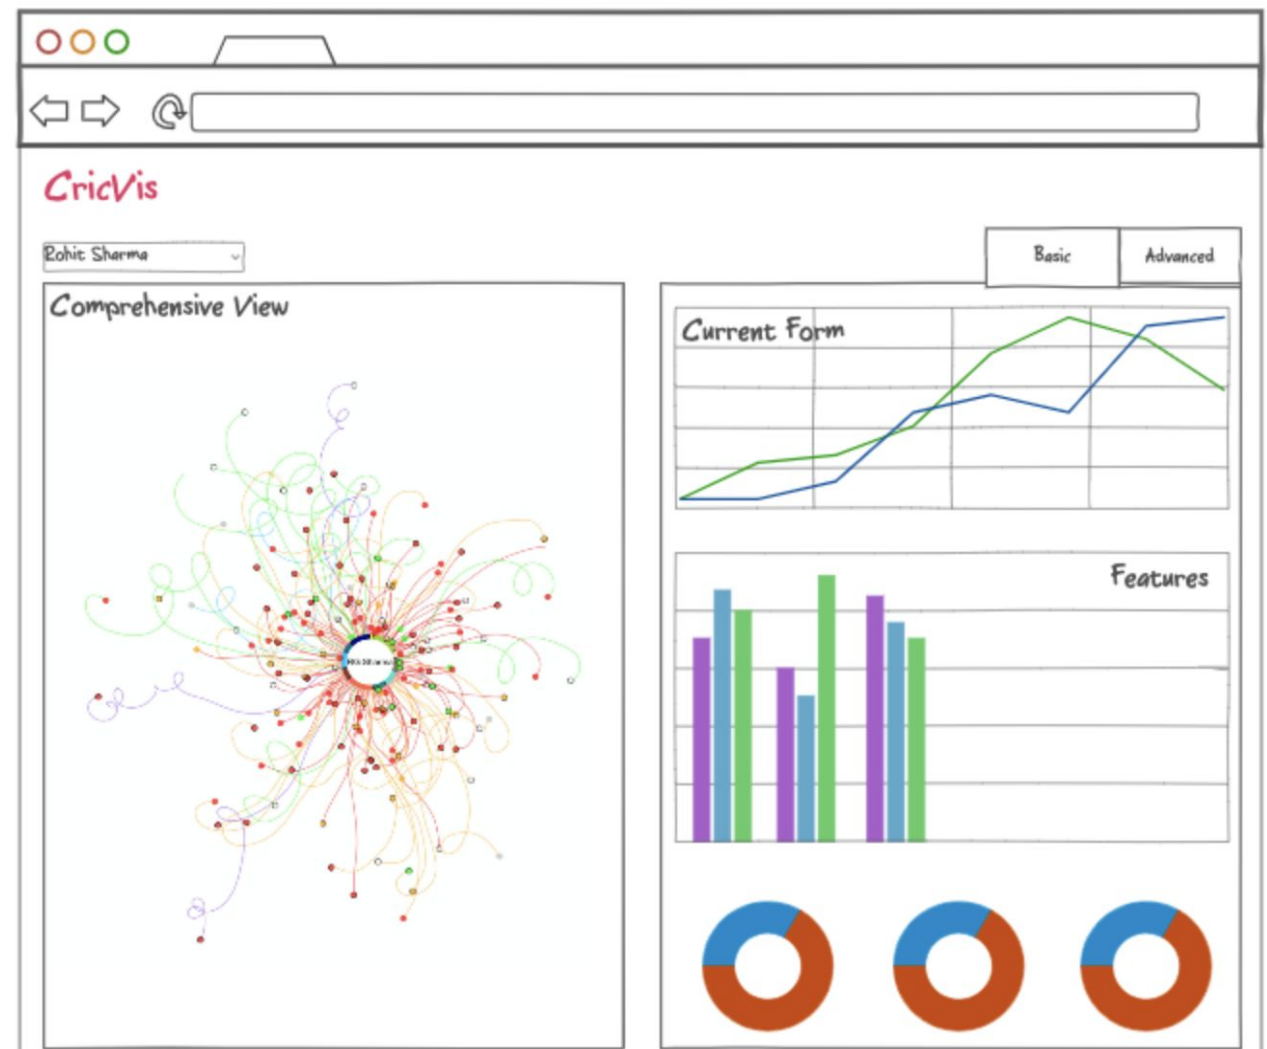 CricVis
Rohit Sharma
Basic
Advanced
Comprehensive View
Current Form
Features